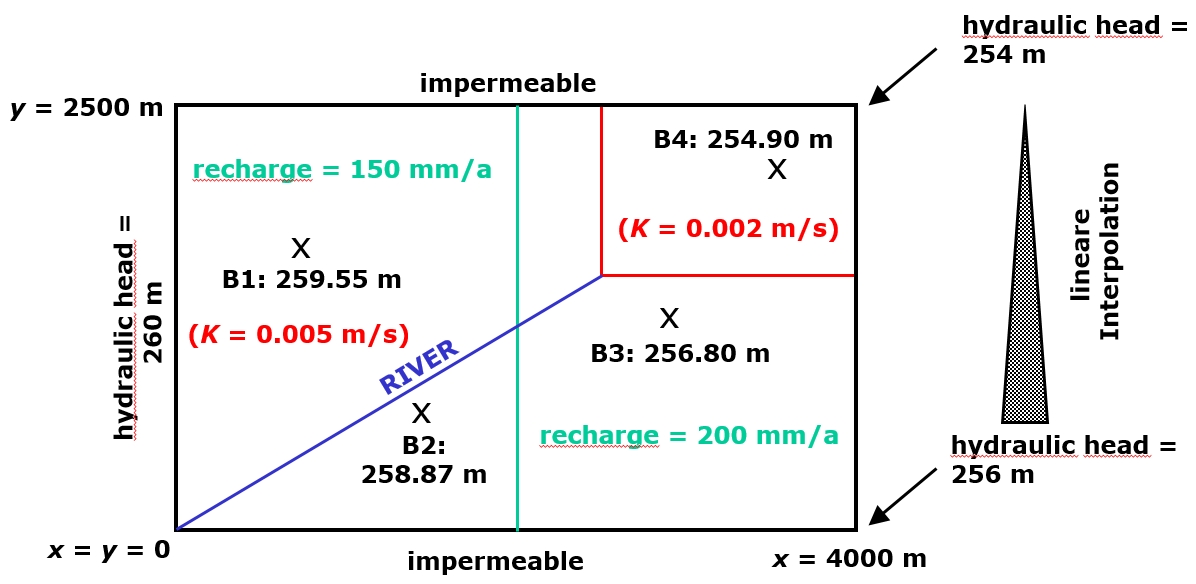 hydraulic head =
254 m
impermeable
y = 2500 m
B4: 254.90 m
X
recharge = 150 mm/a
(K = 0.002 m/s)
X
B1: 259.55 m
hydraulic head =
260 m
lineare
Interpolation
(K = 0.005 m/s)
X
B3: 256.80 m
RIVER
X
B2:
258.87 m
recharge = 200 mm/a
hydraulic head =
256 m
x = y = 0
impermeable
x = 4000 m